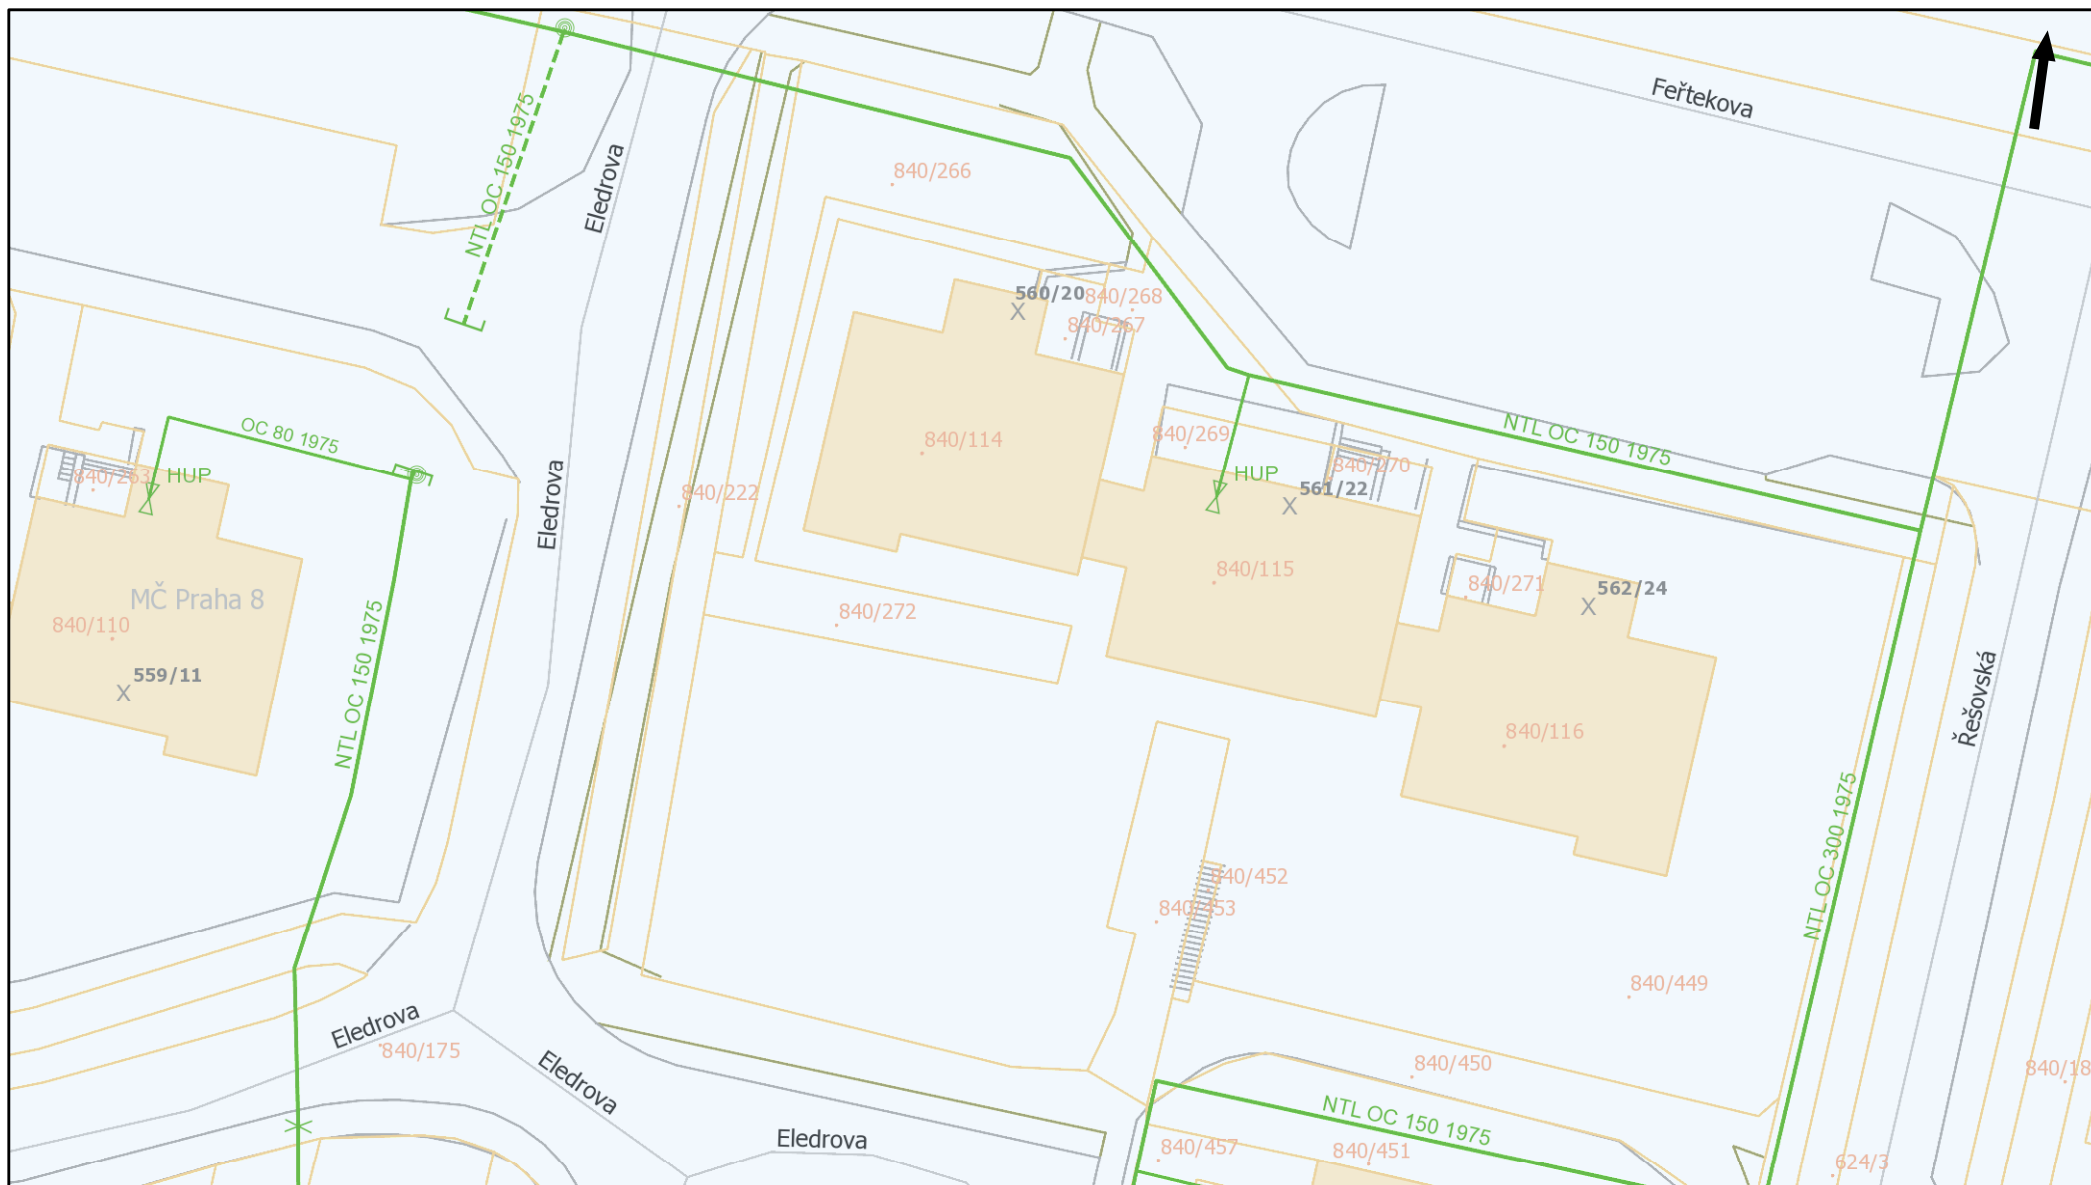 Feřtekova
NTL OC 150 1975
Eledrova
840/266
560/20
840/268
840/267
OC 80 1975
HUP
840/263
840/114
840/269
NTL OC 150 1975
840/270
HUP
561/22
840/222
Eledrova
MČ Praha 8
840/110
559/11
NTL OC 150 1975
840/272
840/115
840/271
562/24
Řešovská
840/116
NTL OC 300 1975
840/452
840/453
840/449
Eledrova
840/175
Eledrova
840/450
840/18
NTL OC 150 1975
Eledrova
840/457
840/451
624/3